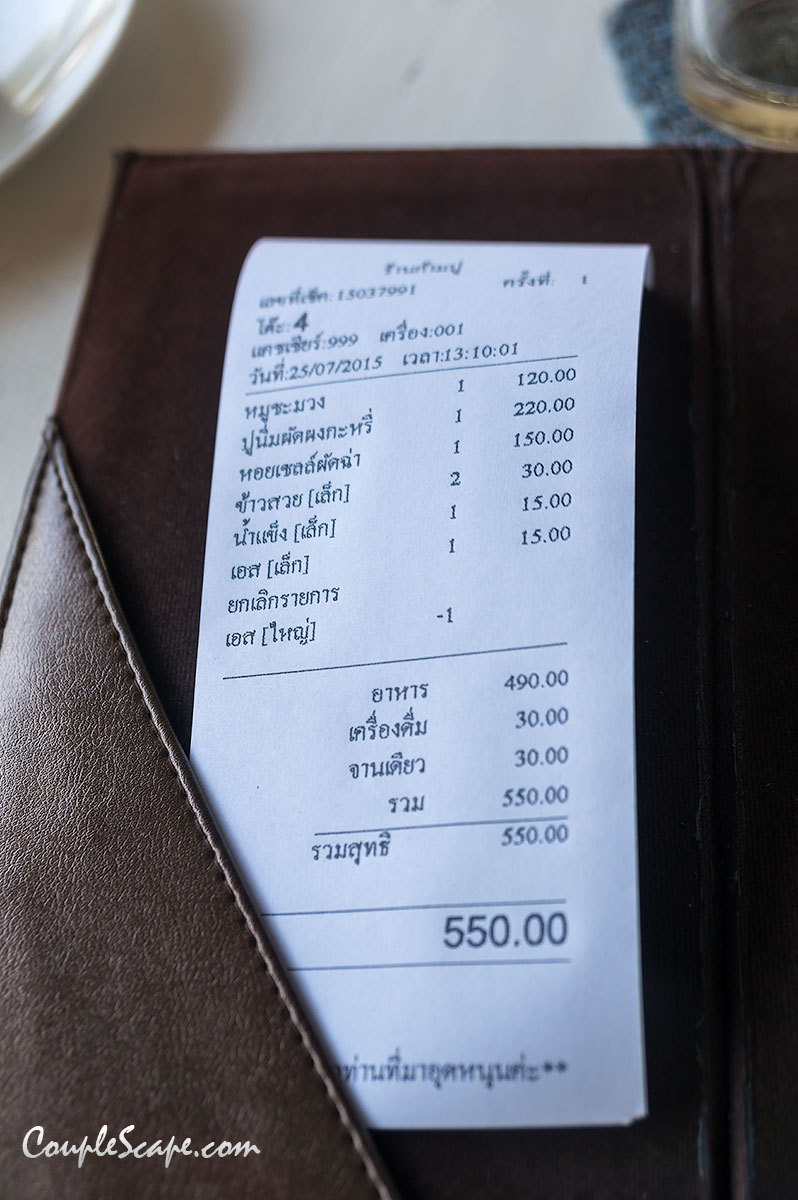 ร้านก้ามปู
เลขที่เช็ค:15037991 ครั้งที่: 1
โต๊ะ:4
แคชเชียร์:999 เครื่อง:001
วันที่:25/07/2015 เวลา:13:10:01
หมูชะมวง 1 120.00
ปูนิ่มผัดผงกะหรี่ 1 220.00
หอยเชลล์ผัดฉ่า 1 150.00
ข้าวสวย [เล็ก] 2 30.00
น้ำแข็ง [เล็ก] 1 15.00
เอส [เล็ก] 1 15.00
ยกเลิกรายการ
เอส [ใหญ่] -1
อาหาร 490.00
เครื่องดื่ม 30.00
จานเดียว 30.00
รวม 550.00
รวมสุทธิ 550.00
550.00
ท่านที่มาอุดหนุนค่ะ**
CoupleScape.com